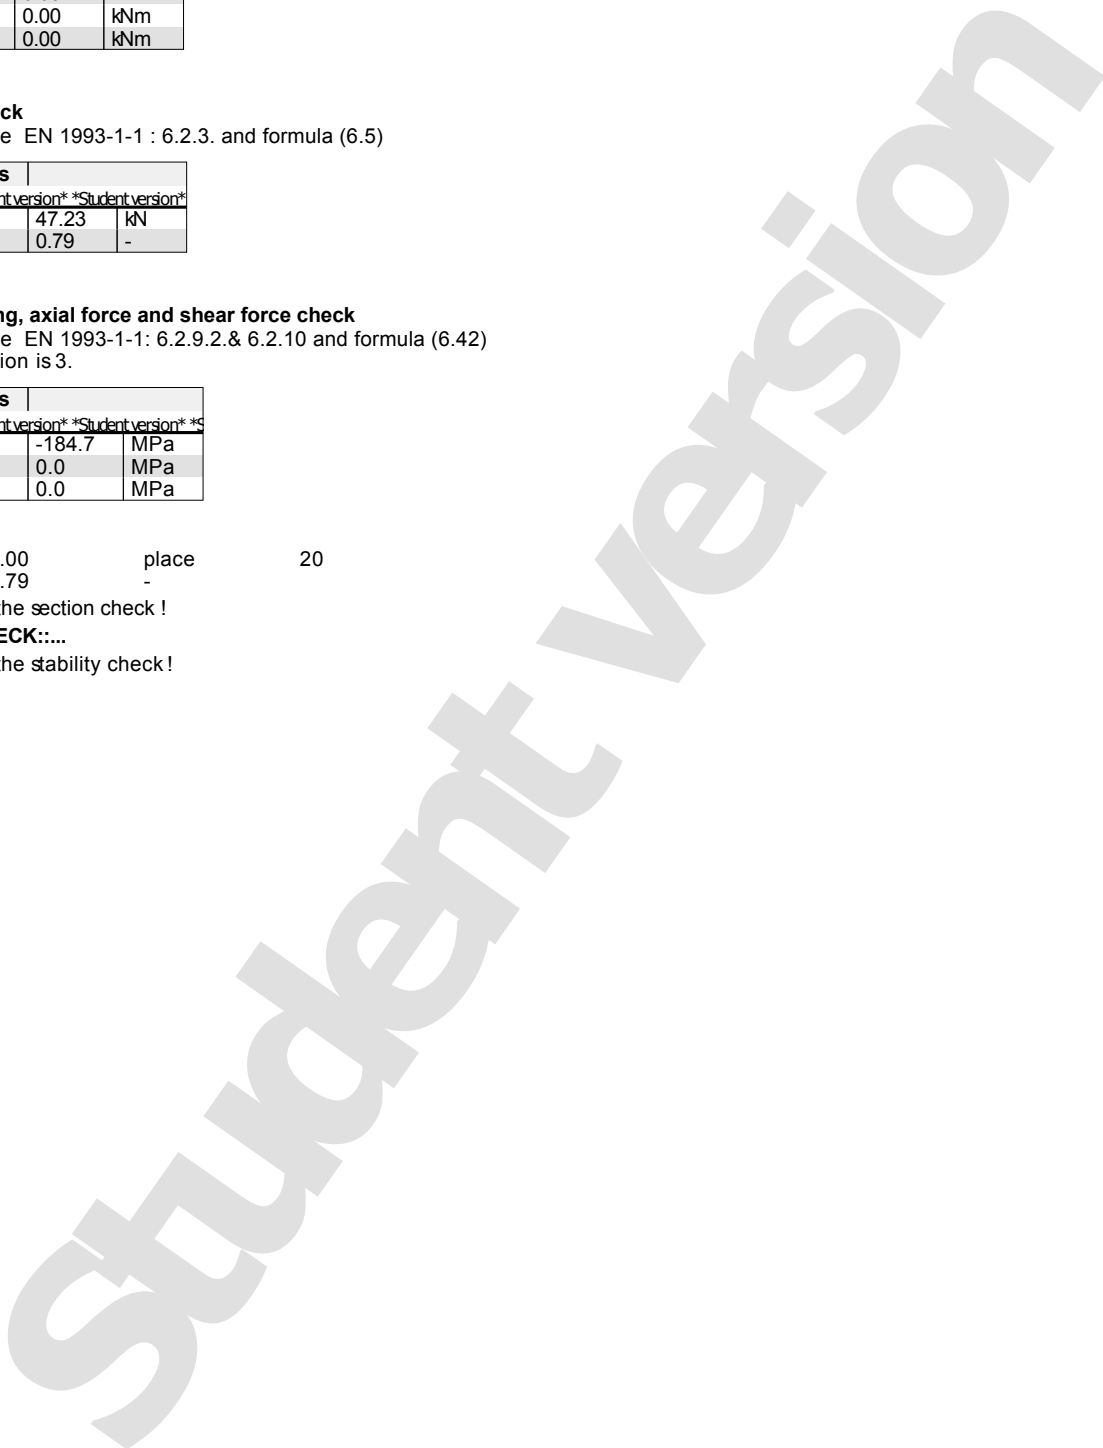 0.00 kNm
0.00 kNm
ck
e EN 1993-1-1 : 6.2.3. and formula (6.5)
s
nt version* *Student version*
47.23 kN
0.79 -
ng, axial force and shear force check
e EN 1993-1-1: 6.2.9.2.& 6.2.10 and formula (6.42)
ion is 3.
s
nt version* *Student version* *S
-184.7 MPa
0.0 MPa
0.0 MPa
.00 place 20
.79 -
the section check !
ECK::...
the stability check !
Student version